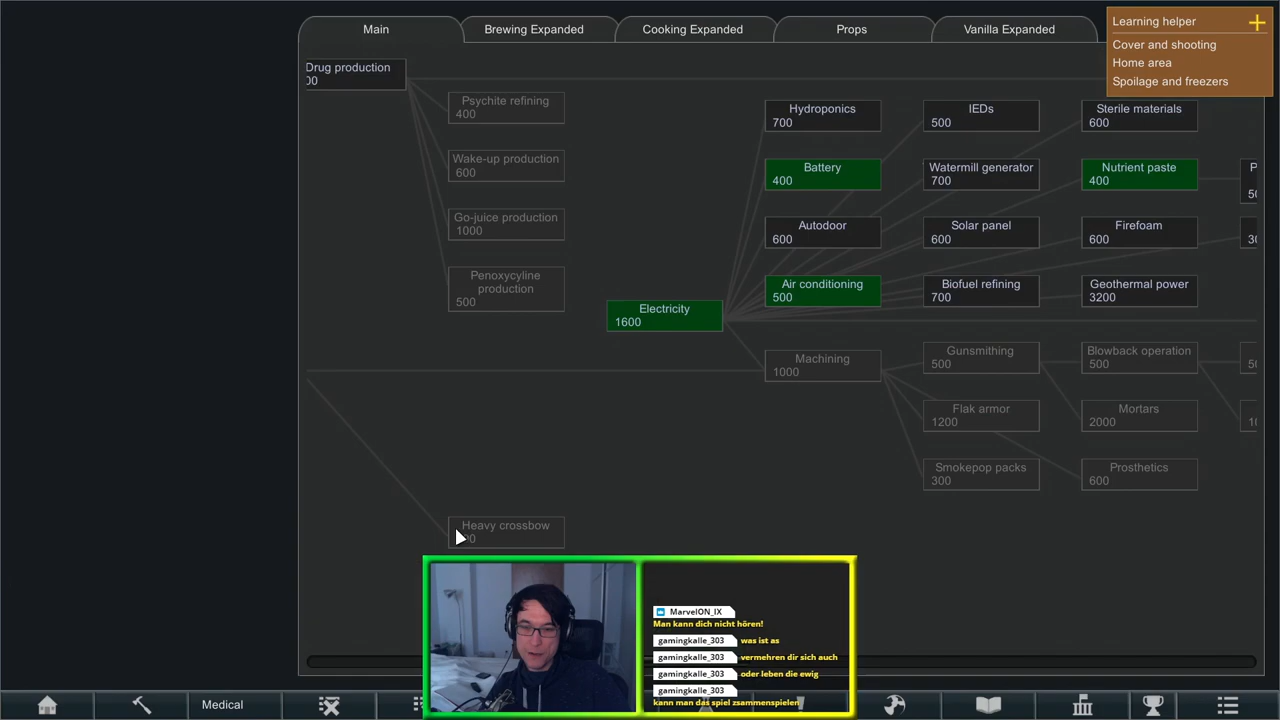 Main
Brewing Expanded
Cooking Expanded
Props
Vanilla Expanded
Learning helper
Cover and shooting
Home area
Spoilage and freezers
Drug production
00
Psychite refining
400
Wake-up production
600
Go-juice production
1000
Penoxycyline
production
500
Electricity
1600
Hydroponics
700
Battery
400
Autodoor
600
Air conditioning
500
Machining
1000
IEDs
500
Watermill generator
700
Solar panel
600
Biofuel refining
700
Gunsmithing
500
Flak armor
1200
Smokepop packs
300
Sterile materials
600
Nutrient paste
400
Firefoam
600
Geothermal power
3200
Blowback operation
500
Mortars
2000
Prosthetics
600
Heavy crossbow
MarvelON_IX
Man kann dich nicht hören!
gamingkalle_303 was ist as
gamingkalle_303 vermehren dir sich auch
gamingkalle_303 oder leben die ewig
gamingkalle_303
kann man das spiel zsammenspielen
Medical